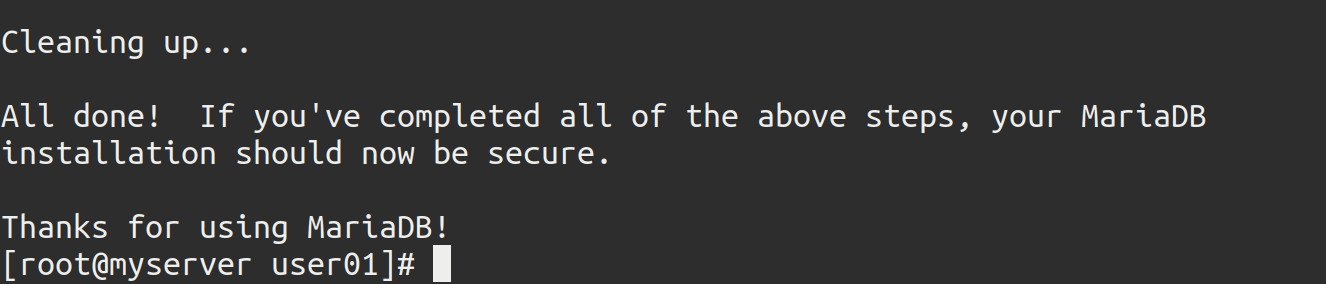 Cleaning up...
All done!  If you've completed all of the above steps, your MariaDB
installation should now be secure.
Thanks for using MariaDB!
[root@myserver user01]#